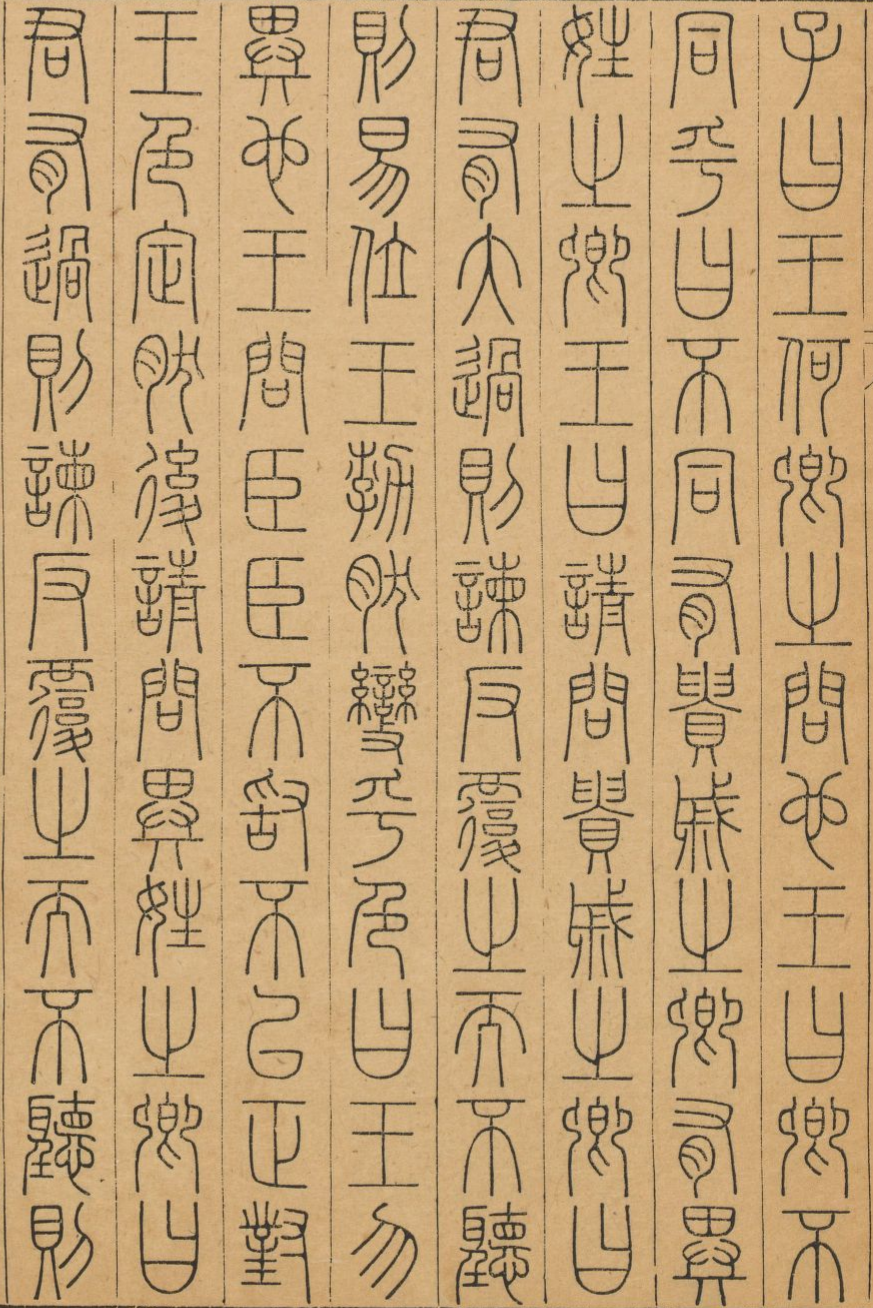 子曰王何卿之問也王曰卿不
同乎曰不同有貴戚之卿有異
姓之卿王曰請問貴戚之卿曰
君有大過則諫反覆之而不聽
則易位王勃然變乎色曰王勿
異也王問臣臣不敢不以正對
王色定然後請問異姓之卿曰
君有過則諫反覆之而不聽則